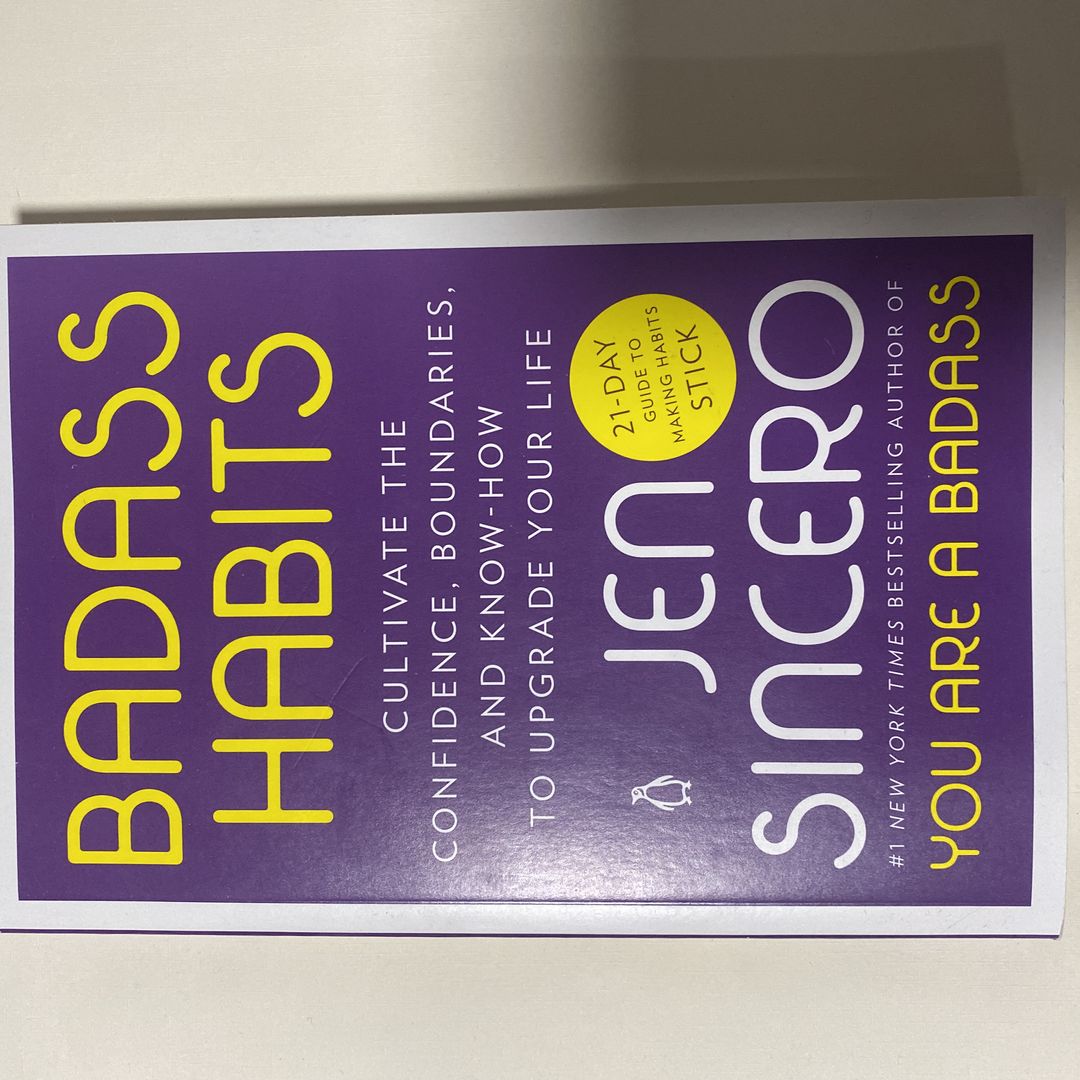 BADASS
HABITS
CULTIVATE THE
CONFIDENCE, BOUNDARIES,
AND KNOW-HOW
TO UPGRADE YOUR LIFE
21-DAY
GUIDE TO
MAKING HABITS
STICK
JEN
SINCERO
#1 NEW YORK TIMES BESTSELLING AUTHOR OF
YOU ARE A BADASS